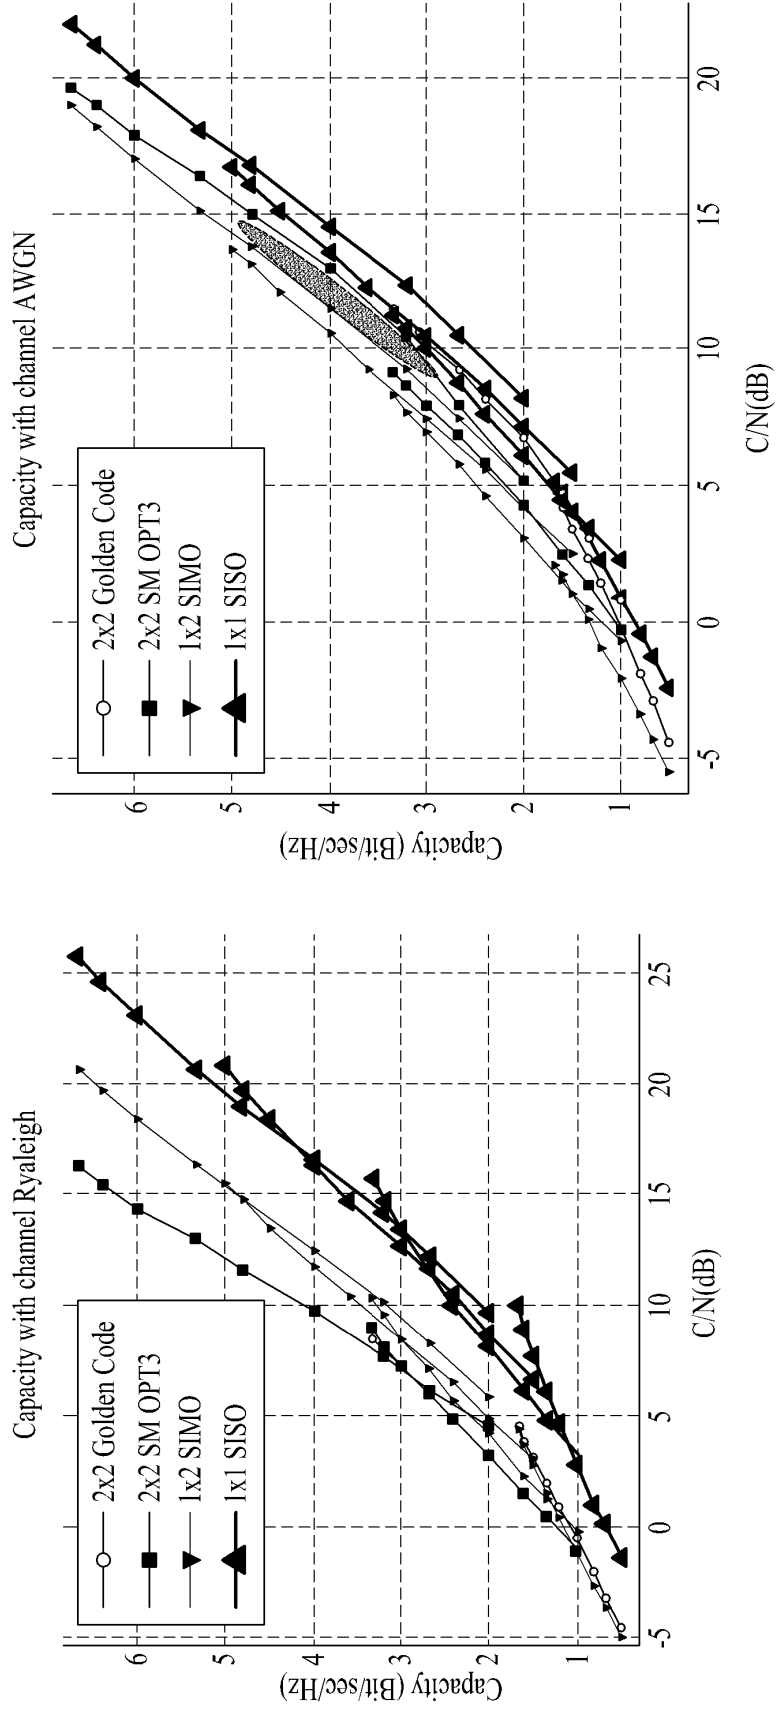 Capacity with channel Ryaleigh
2x2 Golden Code
2x2 SM OPT3
1x2 SIMO
1x1 SISO
Capacity (Bit/sec/Hz)
6
5
4
3
2
1
-5
0
5
10
15
20
25
C/N(dB)
Capacity with channel AWGN
2x2 Golden Code
2x2 SM OPT3
1x2 SIMO
1x1 SISO
Capacity (Bit/sec/Hz)
6
5
4
3
2
1
-5
0
5
10
15
20
C/N(dB)